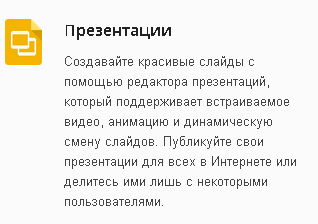 Презентации
Создавайте красивые слайды с
помощью редактора презентаций,
который поддерживает встраиваемое
видео, анимацию и динамическую
смену слайдов. Публикуйте свои
презентации для всех в Интернете или
делитесь ими лишь с некоторыми
пользователями.